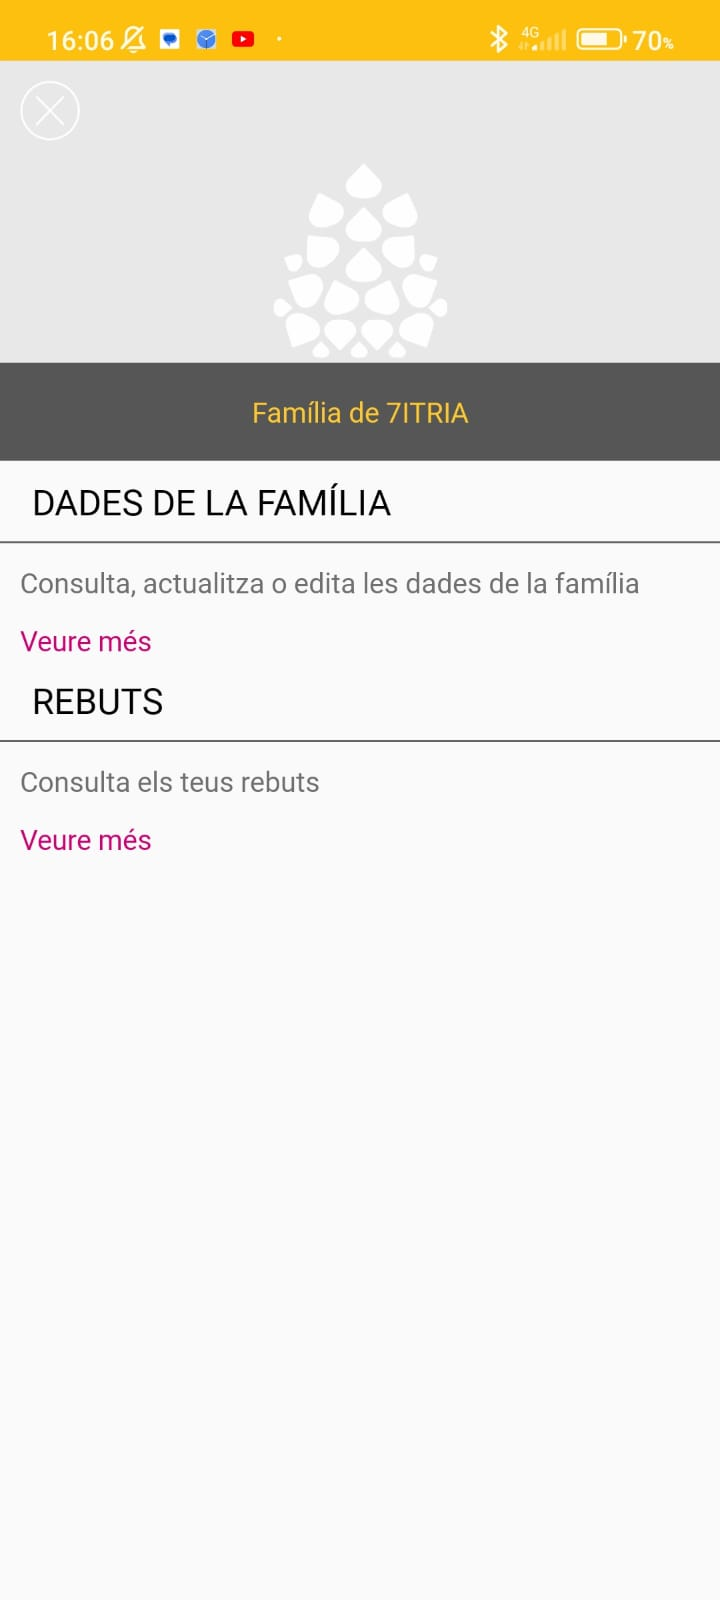 16:06
4G
70%
Família de 7ITRIA
DADES DE LA FAMÍLIA
Consulta, actualitza o edita les dades de la família
Veure més
REBUTS
Consulta els teus rebuts
Veure més